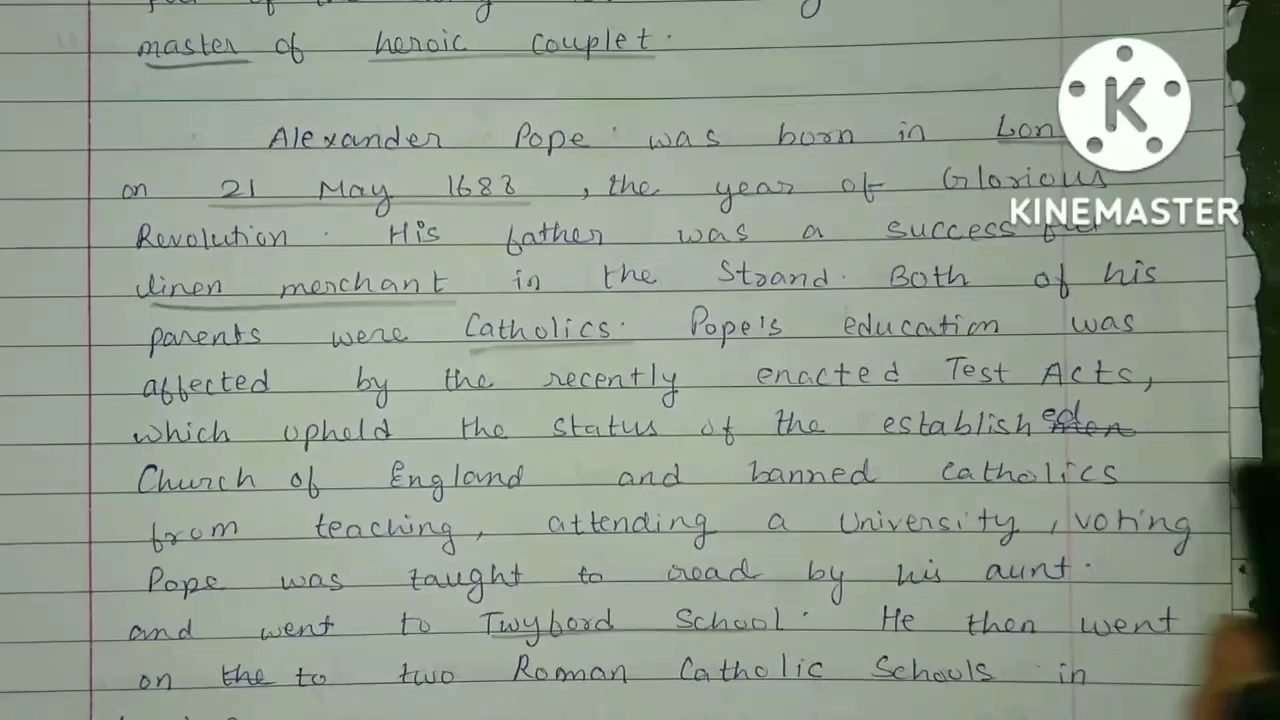 master of heroic couplet.
Alexander Pope was born in Lon
on 21 May 1688, the year of Glorious
Revolution. His father was a success
linen merchant in the Strand. Both of his
parents were Catholics. Pope's education was
affected by the recently enacted Test Acts,
which upheld the status of the established
Church of England and banned catholics
from teaching, attending a University, voting
Pope was taught to read by his aunt.
and went to Twybord School. He then went
on the to two Roman Catholic Schools in
K
KINEMASTER